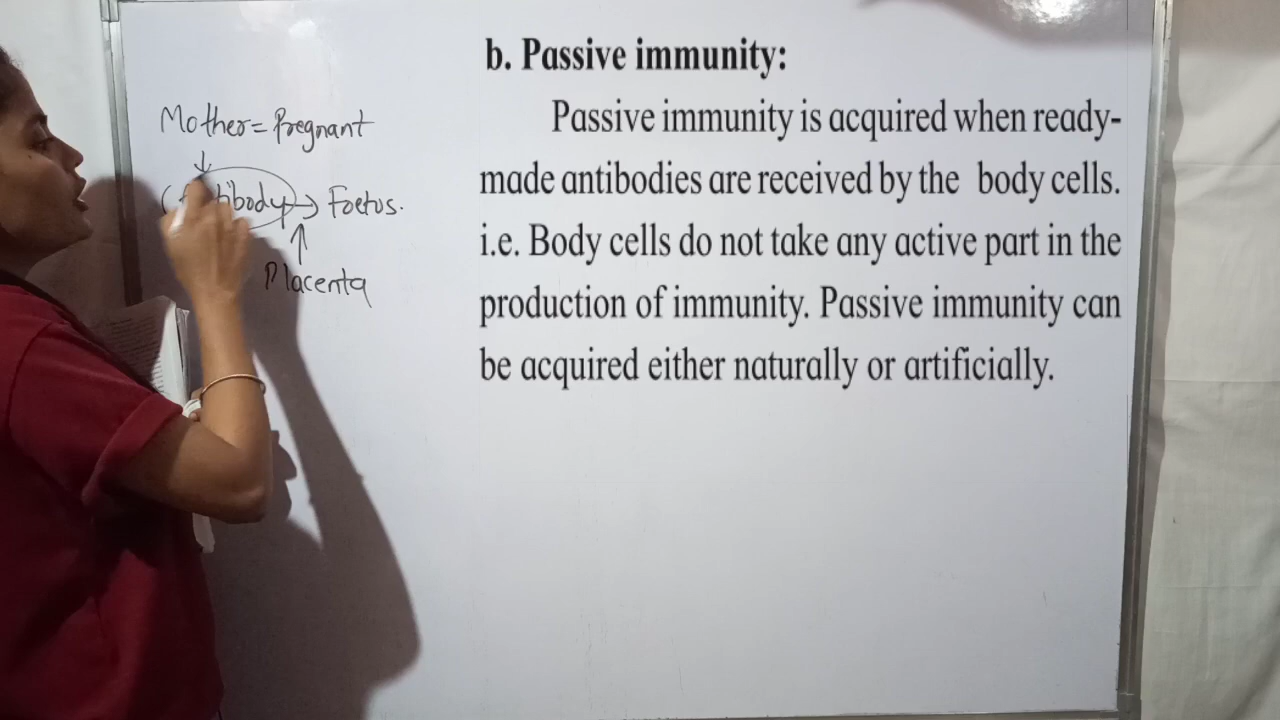 Mother = Pregnant
↓
(Antibody → Foetus.
↑
Placenta
b. Passive immunity:
Passive immunity is acquired when ready-
made antibodies are received by the body cells.
i.e. Body cells do not take any active part in the
production of immunity. Passive immunity can
be acquired either naturally or artificially.